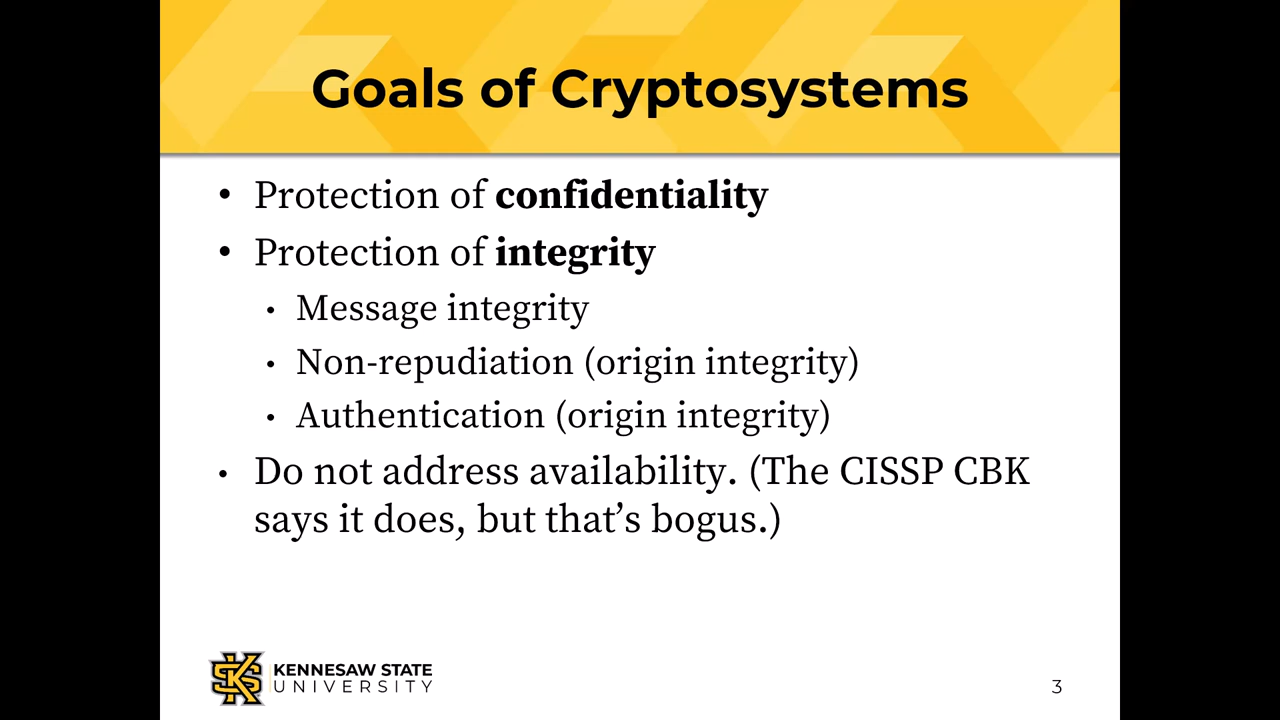 Goals of Cryptosystems
• Protection of confidentiality
• Protection of integrity
• Message integrity
• Non-repudiation (origin integrity)
• Authentication (origin integrity)
• Do not address availability. (The CISSP CBK
says it does, but that’s bogus.)
KENNESAW STATE
UNIVERSITY
3